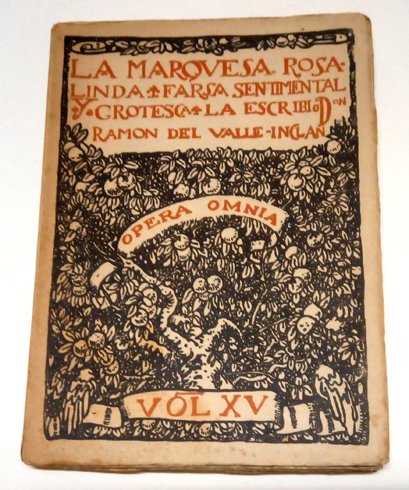 LA MARQVESA ROSA-
LINDA FARSA SENTIMENTAL
Y GROTESCA LA ESCRIBIO DON
RAMON DEL VALLE-INCLAN
OPERA OMNIA
VOL XV